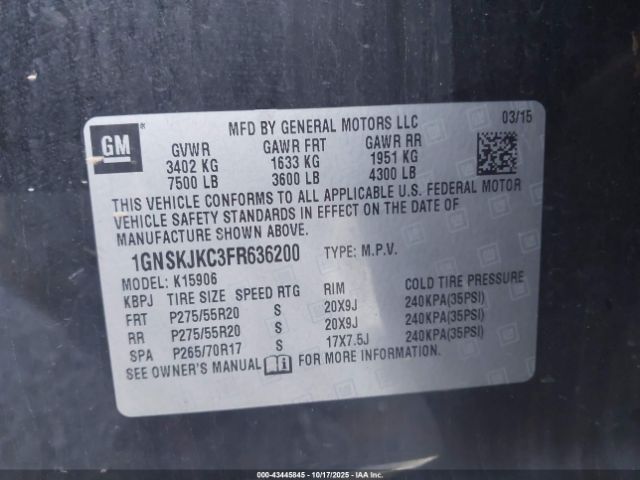 GM®
MFD BY GENERAL MOTORS LLC
03/15
GVWR GAWR FRT GAWR RR
3402 KG 1633 KG 1951 KG
7500 LB 3600 LB 4300 LB
THIS VEHICLE CONFORMS TO ALL APPLICABLE U.S. FEDERAL MOTOR
VEHICLE SAFETY STANDARDS IN EFFECT ON THE DATE OF
MANUFACTURE SHOWN ABOVE.
1GNSKJKC3FR636200 TYPE: M.P.V.
MODEL: K15906
KBPJ TIRE SIZE SPEED RTG RIM COLD TIRE PRESSURE
FRT P275/55R20 S 20X9J 240KPA(35PSI)
RR P275/55R20 S 20X9J 240KPA(35PSI)
SPA P265/70R17 S 17X7.5J 240KPA(35PSI)
SEE OWNER'S MANUAL FOR MORE INFORMATION.
© - 43445845 - 10/17/2025 - IAAI.COM